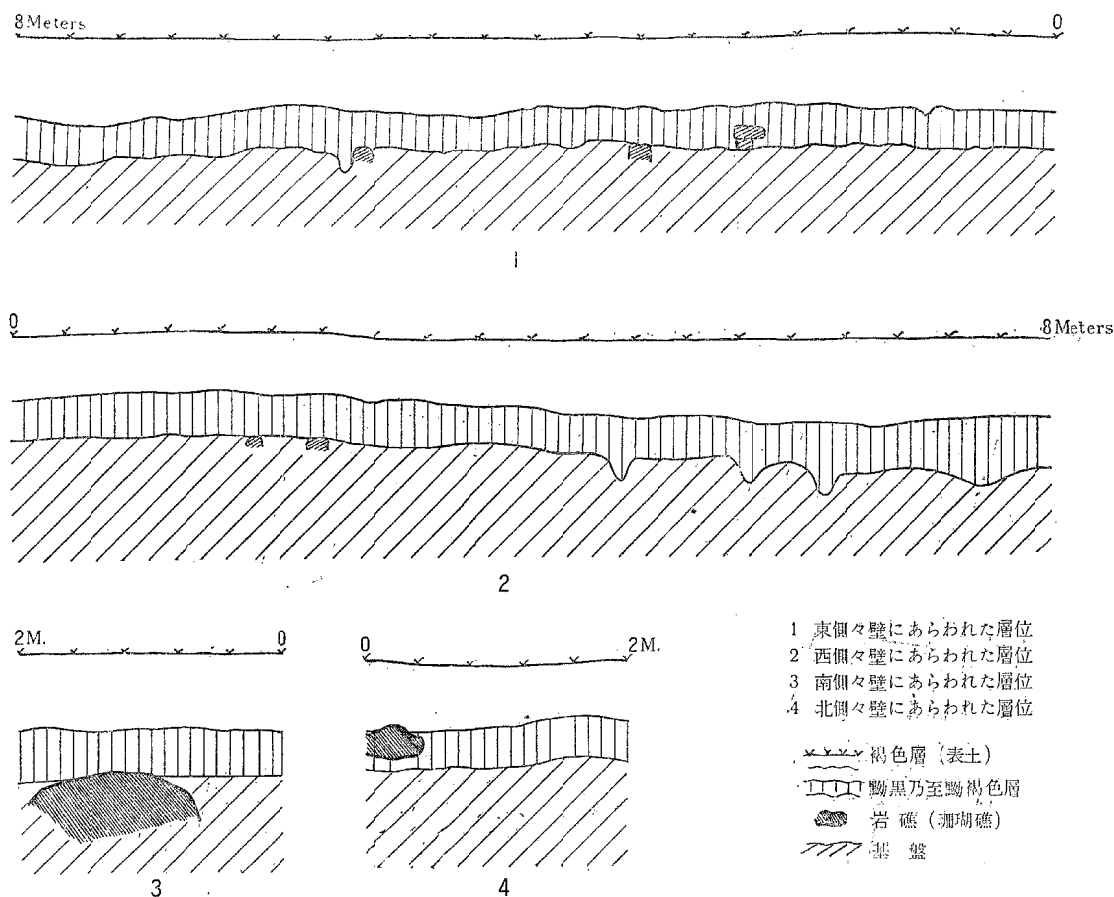 8Meters 0
1
0 8Meters
2
2M. 0
3
0 2M.
4
1 東側々壁にあらわれた層位
2 西側々壁にあらわれた層位
3 南側々壁にあらわれた層位
4 北側々壁にあらわれた層位
褐色層（表土）
黝黒乃至黝褐色層
岩礁（珊瑚礁）
基盤